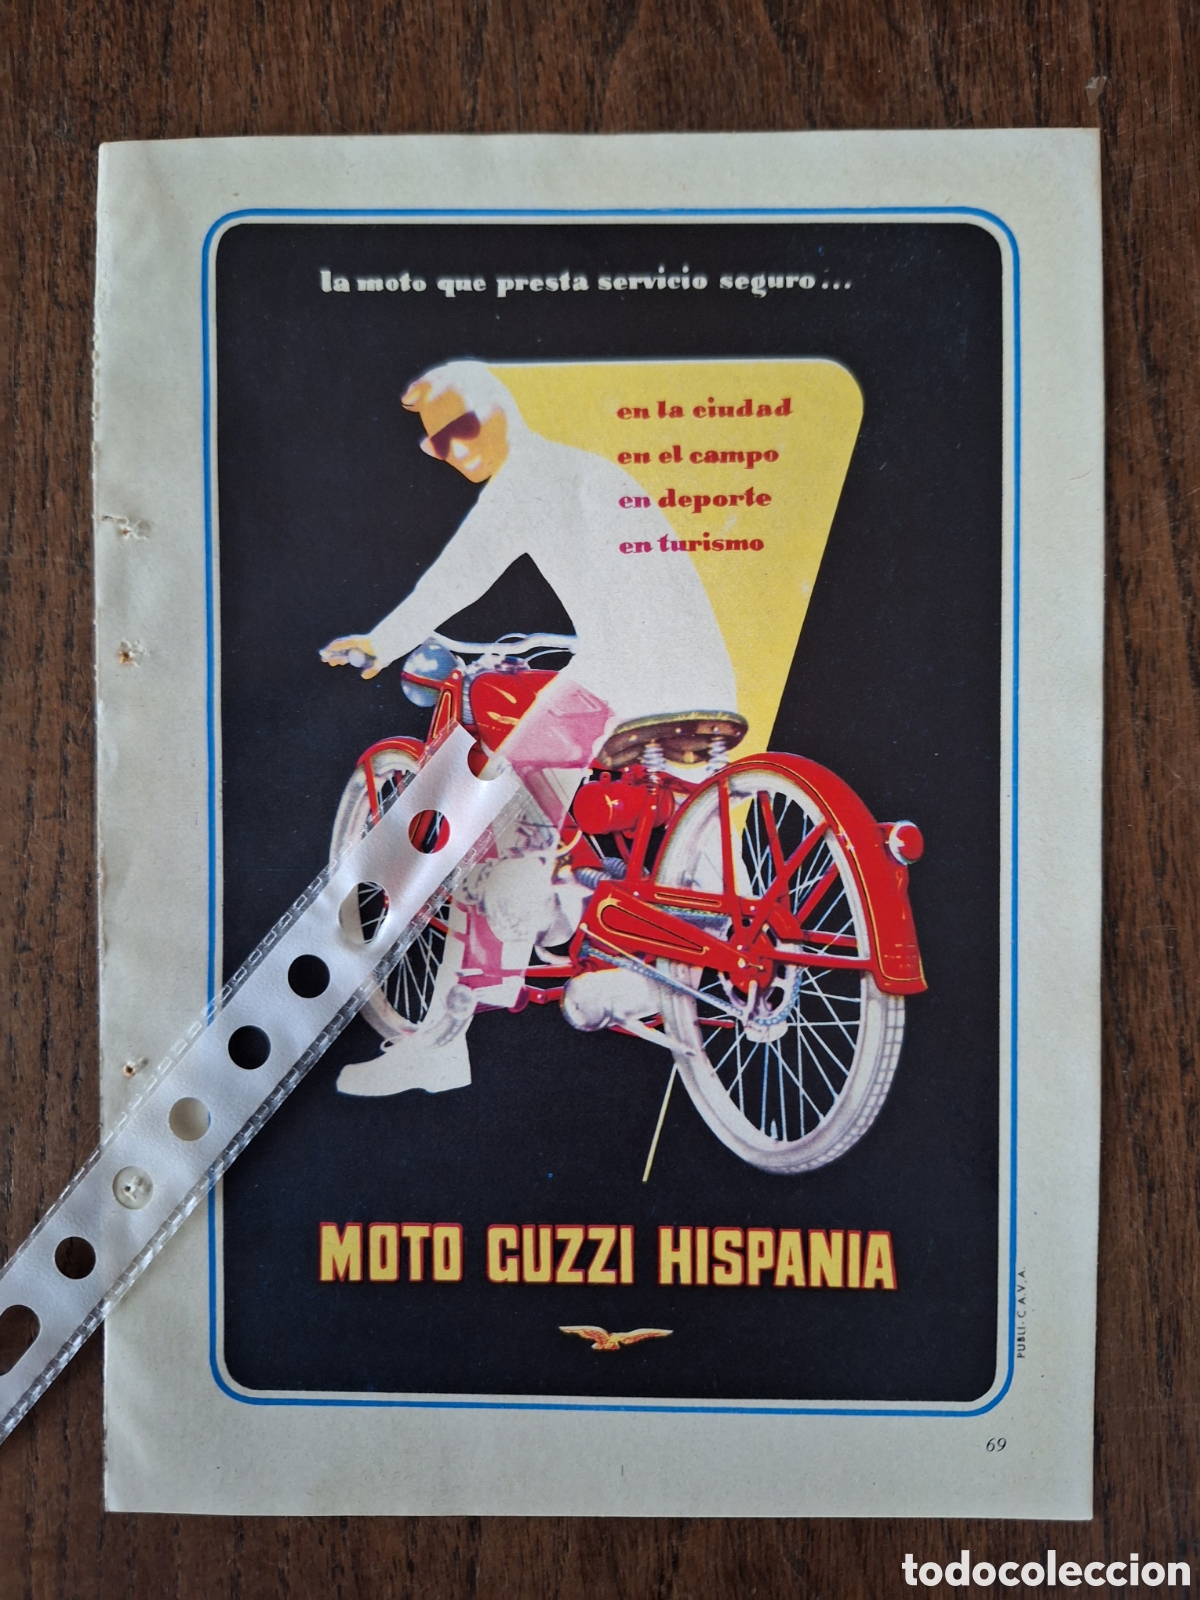 la moto que presta servicio seguro...
en la ciudad
en el campo
en deporte
en turismo
MOTO GUZZI HISPANIA
PUBLI-C.A.V.A.
69
todocoleccion